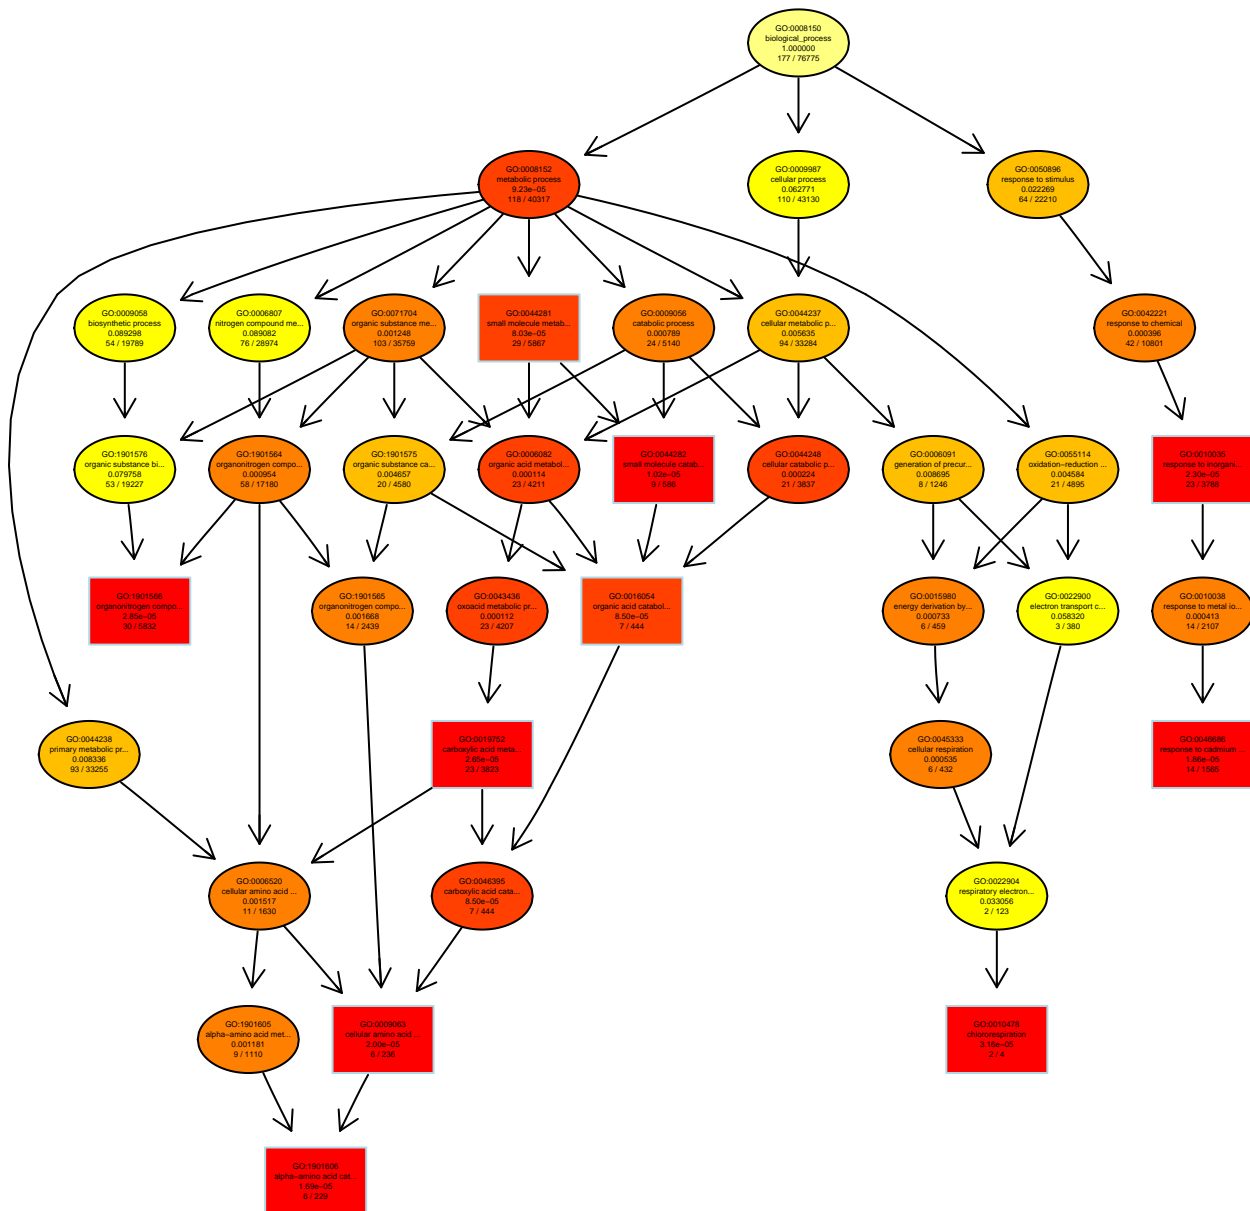 GO:0008150
biological_process
1.000000
177 / 76775
GO:0008152
metabolic process
9.23e−05
118 / 40317
GO:0009987
cellular process
0.062771
110 / 43130
GO:0050896
response to stimulus
0.022269
64 / 22210
GO:0009058
biosynthetic process
0.089298
54 / 19789
GO:0006807
nitrogen compound me...
0.089082
76 / 28974
GO:0071704
organic substance me...
0.001248
103 / 35759
GO:0044281
small molecule metab...
8.03e−05
29 / 5867
GO:0009056
catabolic process
0.000789
24 / 5140
GO:0044237
cellular metabolic p...
0.005635
94 / 33284
GO:0042221
response to chemical
0.000396
42 / 10801
GO:1901576
organic substance bi...
0.079758
53 / 19227
GO:1901564
organonitrogen compo...
0.000954
58 / 17180
GO:1901575
organic substance ca...
0.004657
20 / 4580
GO:0006082
organic acid metabol...
0.000114
23 / 4211
GO:0044282
small molecule catab...
1.02e−05
9 / 586
GO:0044248
cellular catabolic p...
0.000224
21 / 3837
GO:0006091
generation of precur...
0.008695
8 / 1246
GO:0055114
oxidation−reduction ...
0.004584
21 / 4895
GO:0010035
response to inorgani...
2.30e−05
23 / 3788
GO:1901566
organonitrogen compo...
2.85e−05
30 / 5832
GO:1901565
organonitrogen compo...
0.001668
14 / 2439
GO:0043436
oxoacid metabolic pr...
0.000112
23 / 4207
GO:0016054
organic acid catabol...
8.50e−05
7 / 444
GO:0015980
energy derivation by...
0.000733
6 / 459
GO:0022900
electron transport c...
0.058320
3 / 380
GO:0010038
response to metal io...
0.000413
14 / 2107
GO:0044238
primary metabolic pr...
0.008336
93 / 33255
GO:0019752
carboxylic acid meta...
2.65e−05
23 / 3823
GO:0045333
cellular respiration
0.000535
6 / 432
GO:0046686
response to cadmium ...
1.86e−05
14 / 1565
GO:0006520
cellular amino acid ...
0.001517
11 / 1630
GO:0046395
carboxylic acid cata...
8.50e−05
7 / 444
GO:0022904
respiratory electron...
0.033056
2 / 123
GO:1901605
alpha−amino acid met...
0.001181
9 / 1110
GO:0009063
cellular amino acid ...
2.00e−05
6 / 236
GO:0010478
chlororespiration
3.16e−05
2 / 4
GO:1901606
alpha−amino acid cat...
1.69e−05
6 / 229